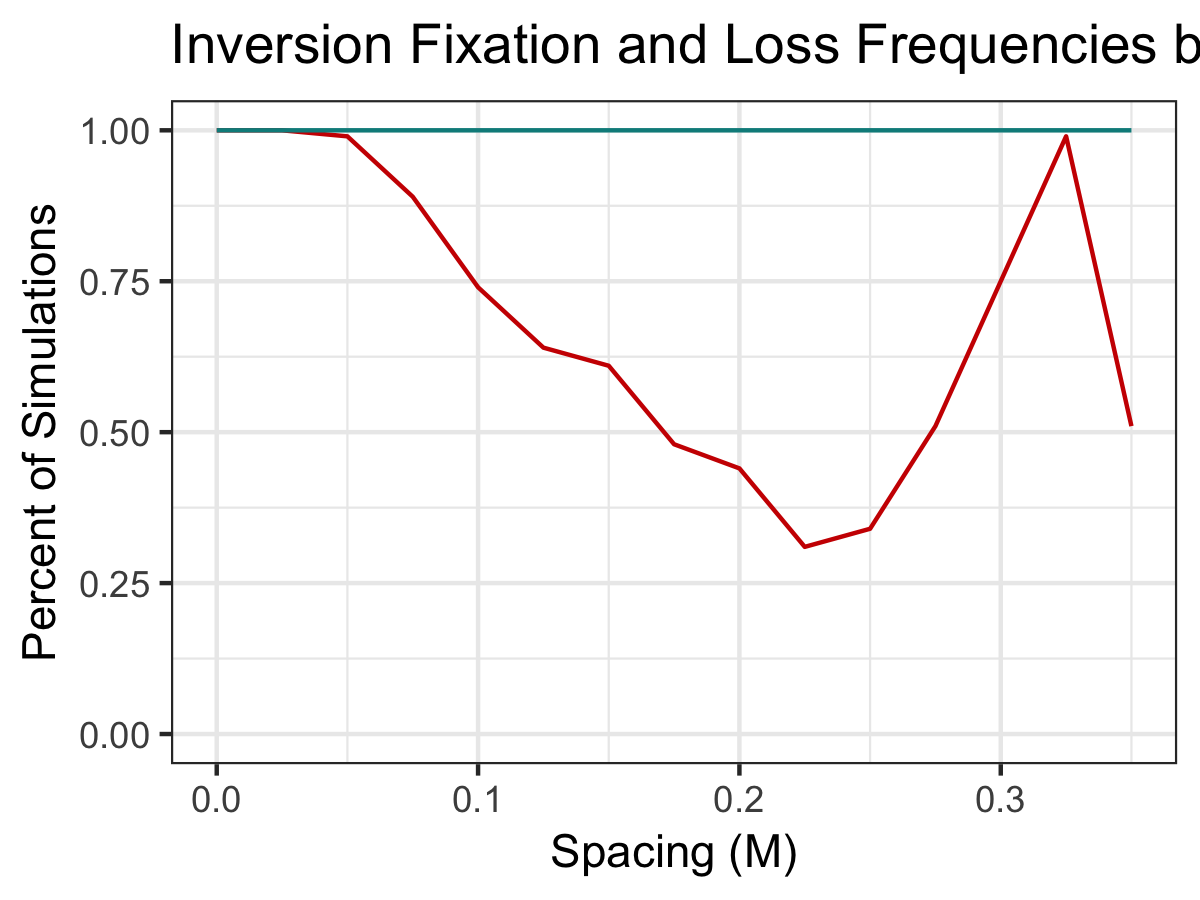 Inversion Fixation and Loss Frequencies b
1.00
0.75
0.50
0.25
0.00
Percent of Simulations
0.0 0.1 0.2 0.3
Spacing (M)